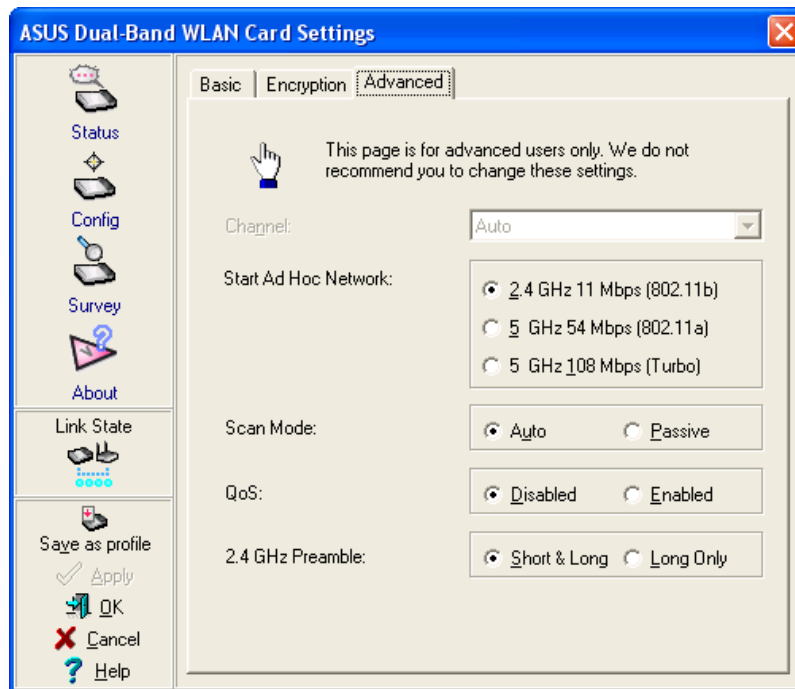 ASUS Dual-Band WLAN Card Settings
Status
Config
Survey
About
Link State
Save as profile
Apply
OK
Cancel
Help
Basic
Encryption
Advanced
This page is for advanced users only. We do not
recommend you to change these settings.
Channel:
Auto
Start Ad Hoc Network:
2.4 GHz 11 Mbps (802.11b)
5 GHz 54 Mbps (802.11a)
5 GHz 108 Mbps (Turbo)
Scan Mode:
Auto
Passive
QoS:
Disabled
Enabled
2.4 GHz Preamble:
Short & Long
Long Only